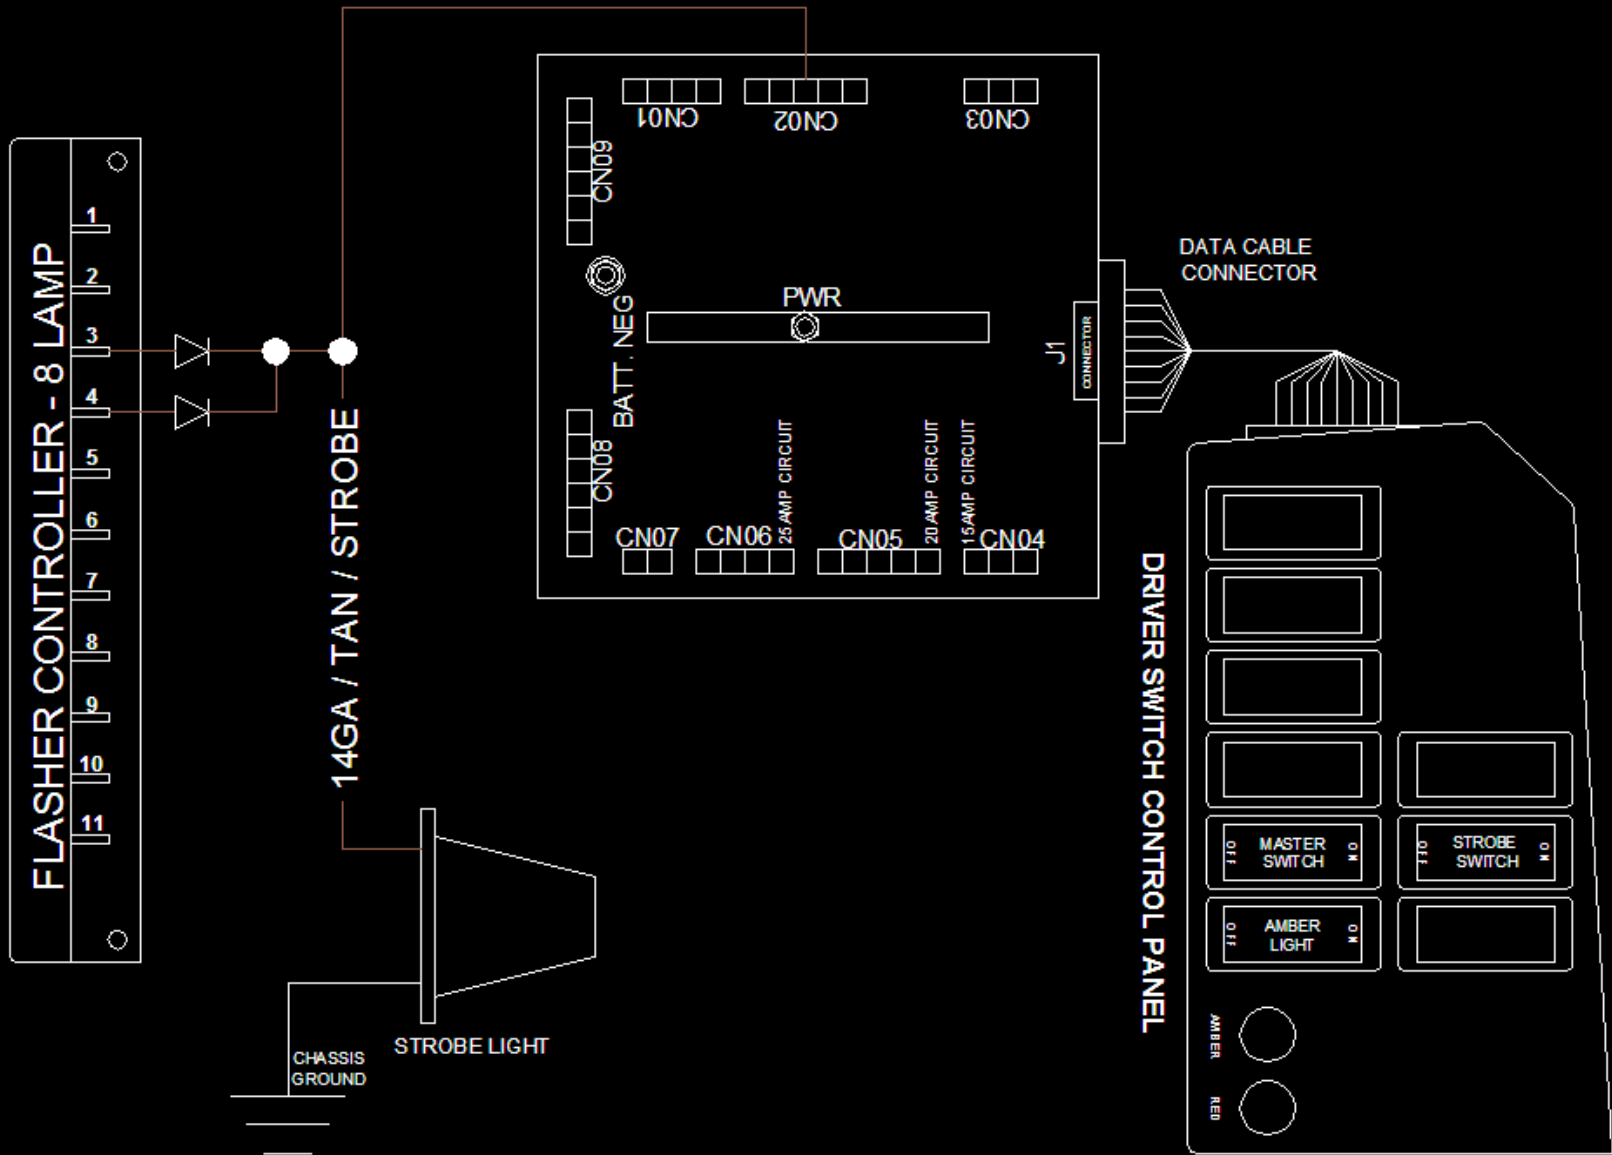 FLASHER CONTROLLER - 8 LAMP
1
2
3
4
5
6
7
8
9
10
11
14GA / TAN / STROBE
CN01
CN02
CN03
CN09
BATT. NEG
PWR
J1
CONNECTOR
DATA CABLE
CONNECTOR
CN08
CN07
CN06
25 AMP CIRCUIT
CN05
20 AMP CIRCUIT
15 AMP CIRCUIT
CN04
STROBE LIGHT
CHASSIS
GROUND
DRIVER SWITCH CONTROL PANEL
OFF
MASTER
SWITCH
ON
OFF
STROBE
SWITCH
ON
OFF
AMBER
LIGHT
ON
AMBER
RED